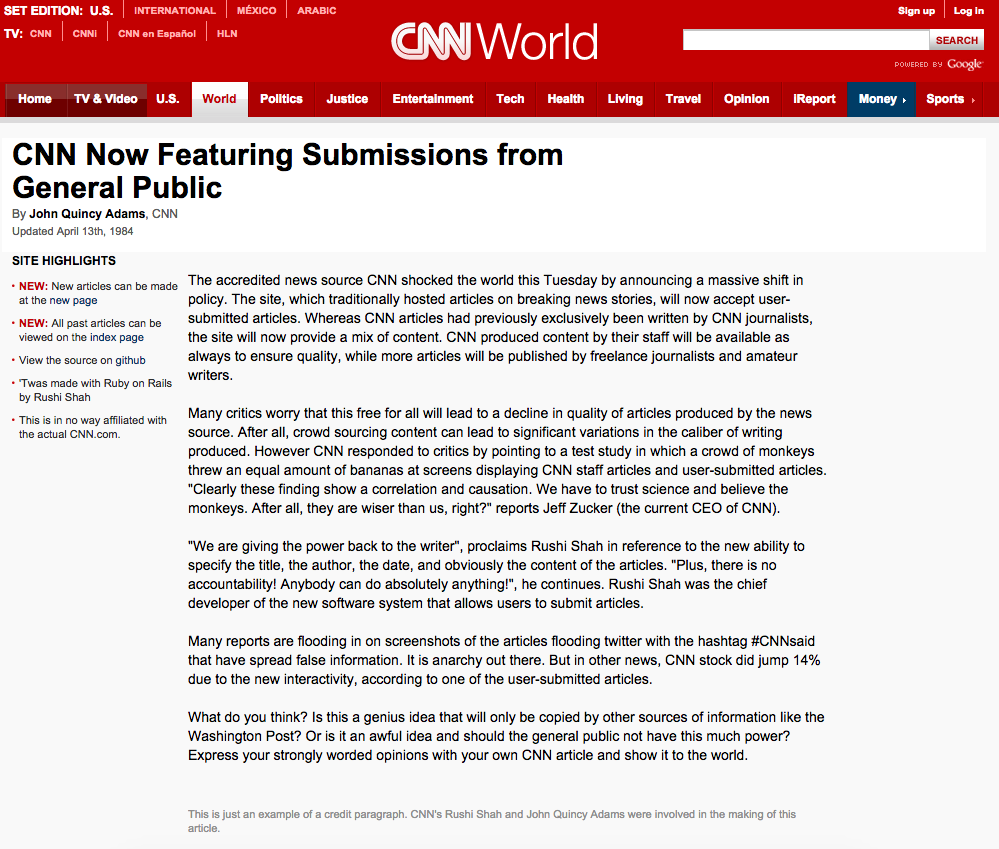 SET EDITION: U.S. INTERNATIONAL MÉXICO ARABIC
Sign up Log in
TV: CNN CNNi CNN en Español HLN
CNN World
SEARCH
POWERED BY Google
Home TV & Video U.S. World Politics Justice Entertainment Tech Health Living Travel Opinion iReport Money Sports
CNN Now Featuring Submissions from
General Public
By John Quincy Adams, CNN
Updated April 13th, 1984
SITE HIGHLIGHTS
• NEW: New articles can be made
at the new page
• NEW: All past articles can be
viewed on the index page
• View the source on github
• 'Twas made with Ruby on Rails
by Rushi Shah
• This is in no way affiliated with
the actual CNN.com.
The accredited news source CNN shocked the world this Tuesday by announcing a massive shift in
policy. The site, which traditionally hosted articles on breaking news stories, will now accept user-
submitted articles. Whereas CNN articles had previously exclusively been written by CNN journalists,
the site will now provide a mix of content. CNN produced content by their staff will be available as
always to ensure quality, while more articles will be published by freelance journalists and amateur
writers.
Many critics worry that this free for all will lead to a decline in quality of articles produced by the news
source. After all, crowd sourcing content can lead to significant variations in the caliber of writing
produced. However CNN responded to critics by pointing to a test study in which a crowd of monkeys
threw an equal amount of bananas at screens displaying CNN staff articles and user-submitted articles.
"Clearly these finding show a correlation and causation. We have to trust science and believe the
monkeys. After all, they are wiser than us, right?" reports Jeff Zucker (the current CEO of CNN).
"We are giving the power back to the writer", proclaims Rushi Shah in reference to the new ability to
specify the title, the author, the date, and obviously the content of the articles. "Plus, there is no
accountability! Anybody can do absolutely anything!", he continues. Rushi Shah was the chief
developer of the new software system that allows users to submit articles.
Many reports are flooding in on screenshots of the articles flooding twitter with the hashtag #CNNsaid
that have spread false information. It is anarchy out there. But in other news, CNN stock did jump 14%
due to the new interactivity, according to one of the user-submitted articles.
What do you think? Is this a genius idea that will only be copied by other sources of information like the
Washington Post? Or is it an awful idea and should the general public not have this much power?
Express your strongly worded opinions with your own CNN article and show it to the world.
This is just an example of a credit paragraph. CNN's Rushi Shah and John Quincy Adams were involved in the making of this
article.